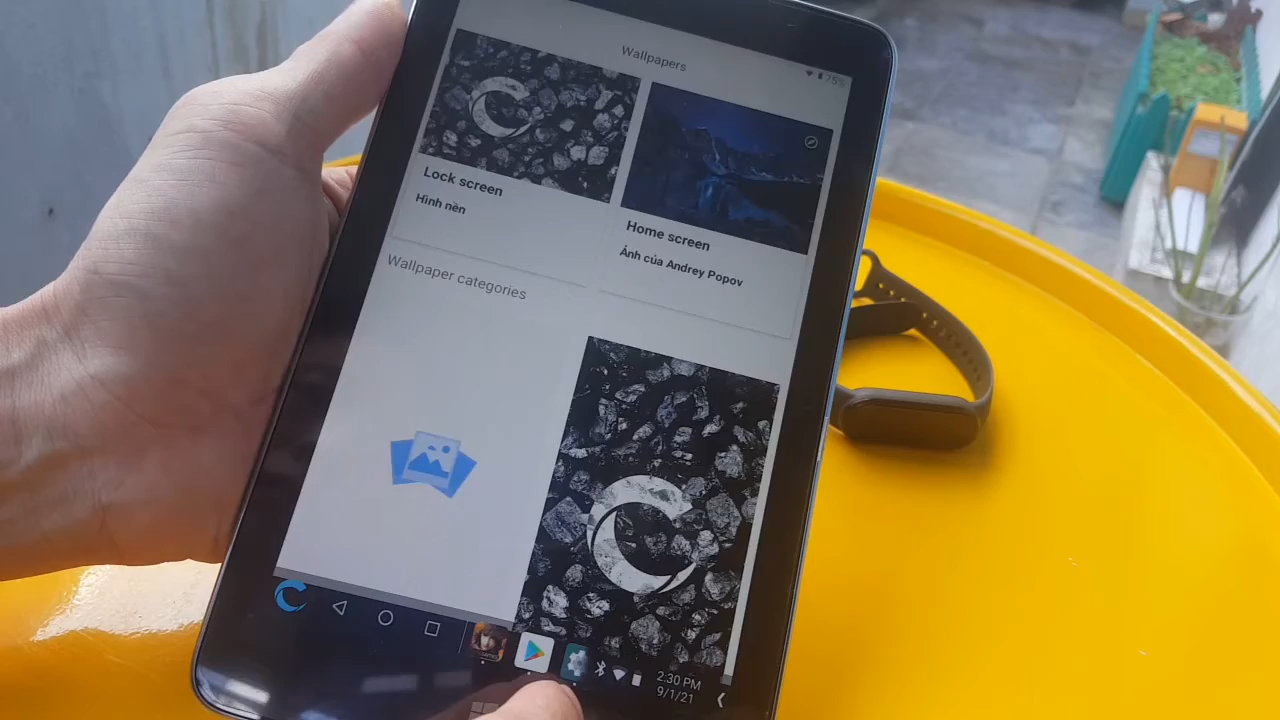 Wallpapers
75%
Lock screen
Hình nền
Home screen
Ảnh của Andrey Popov
Wallpaper categories
2:30 PM
9/1/21